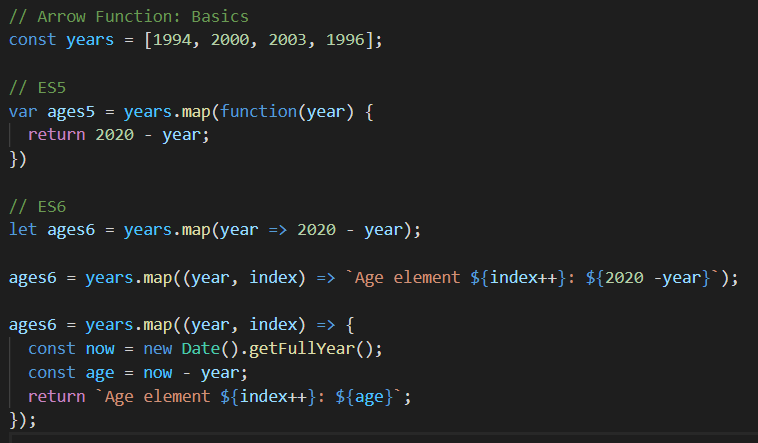 // Arrow Function: Basics
const years = [1994, 2000, 2003, 1996];

// ES5
var ages5 = years.map(function(year) {
  return 2020 - year;
})

// ES6
let ages6 = years.map(year => 2020 - year);

ages6 = years.map((year, index) => `Age element ${index++}: ${2020 -year}`);

ages6 = years.map((year, index) => {
  const now = new Date().getFullYear();
  const age = now - year;
  return `Age element ${index++}: ${age}`;
});